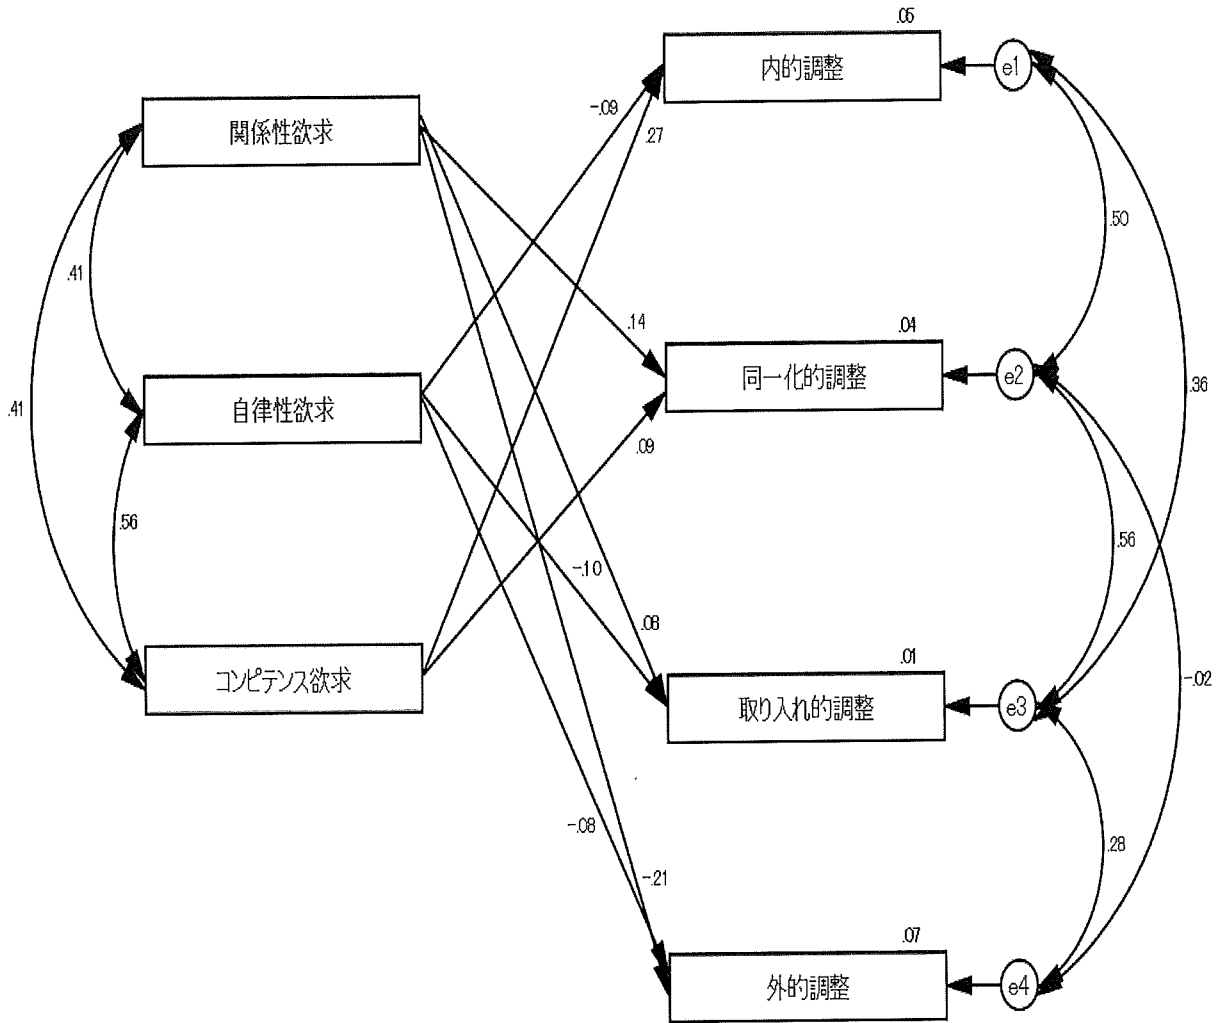 .05
内的調整
e1
-.09
.27
関係性欲求
.50
.41
.14
.04
同一化的調整
e2
.36
.41
自律性欲求
.09
.56
-.10
.56
.08
.01
コンピテンス欲求
取り入れ的調整
e3
-.02
-.08
.28
-.21
.07
外的調整
e4